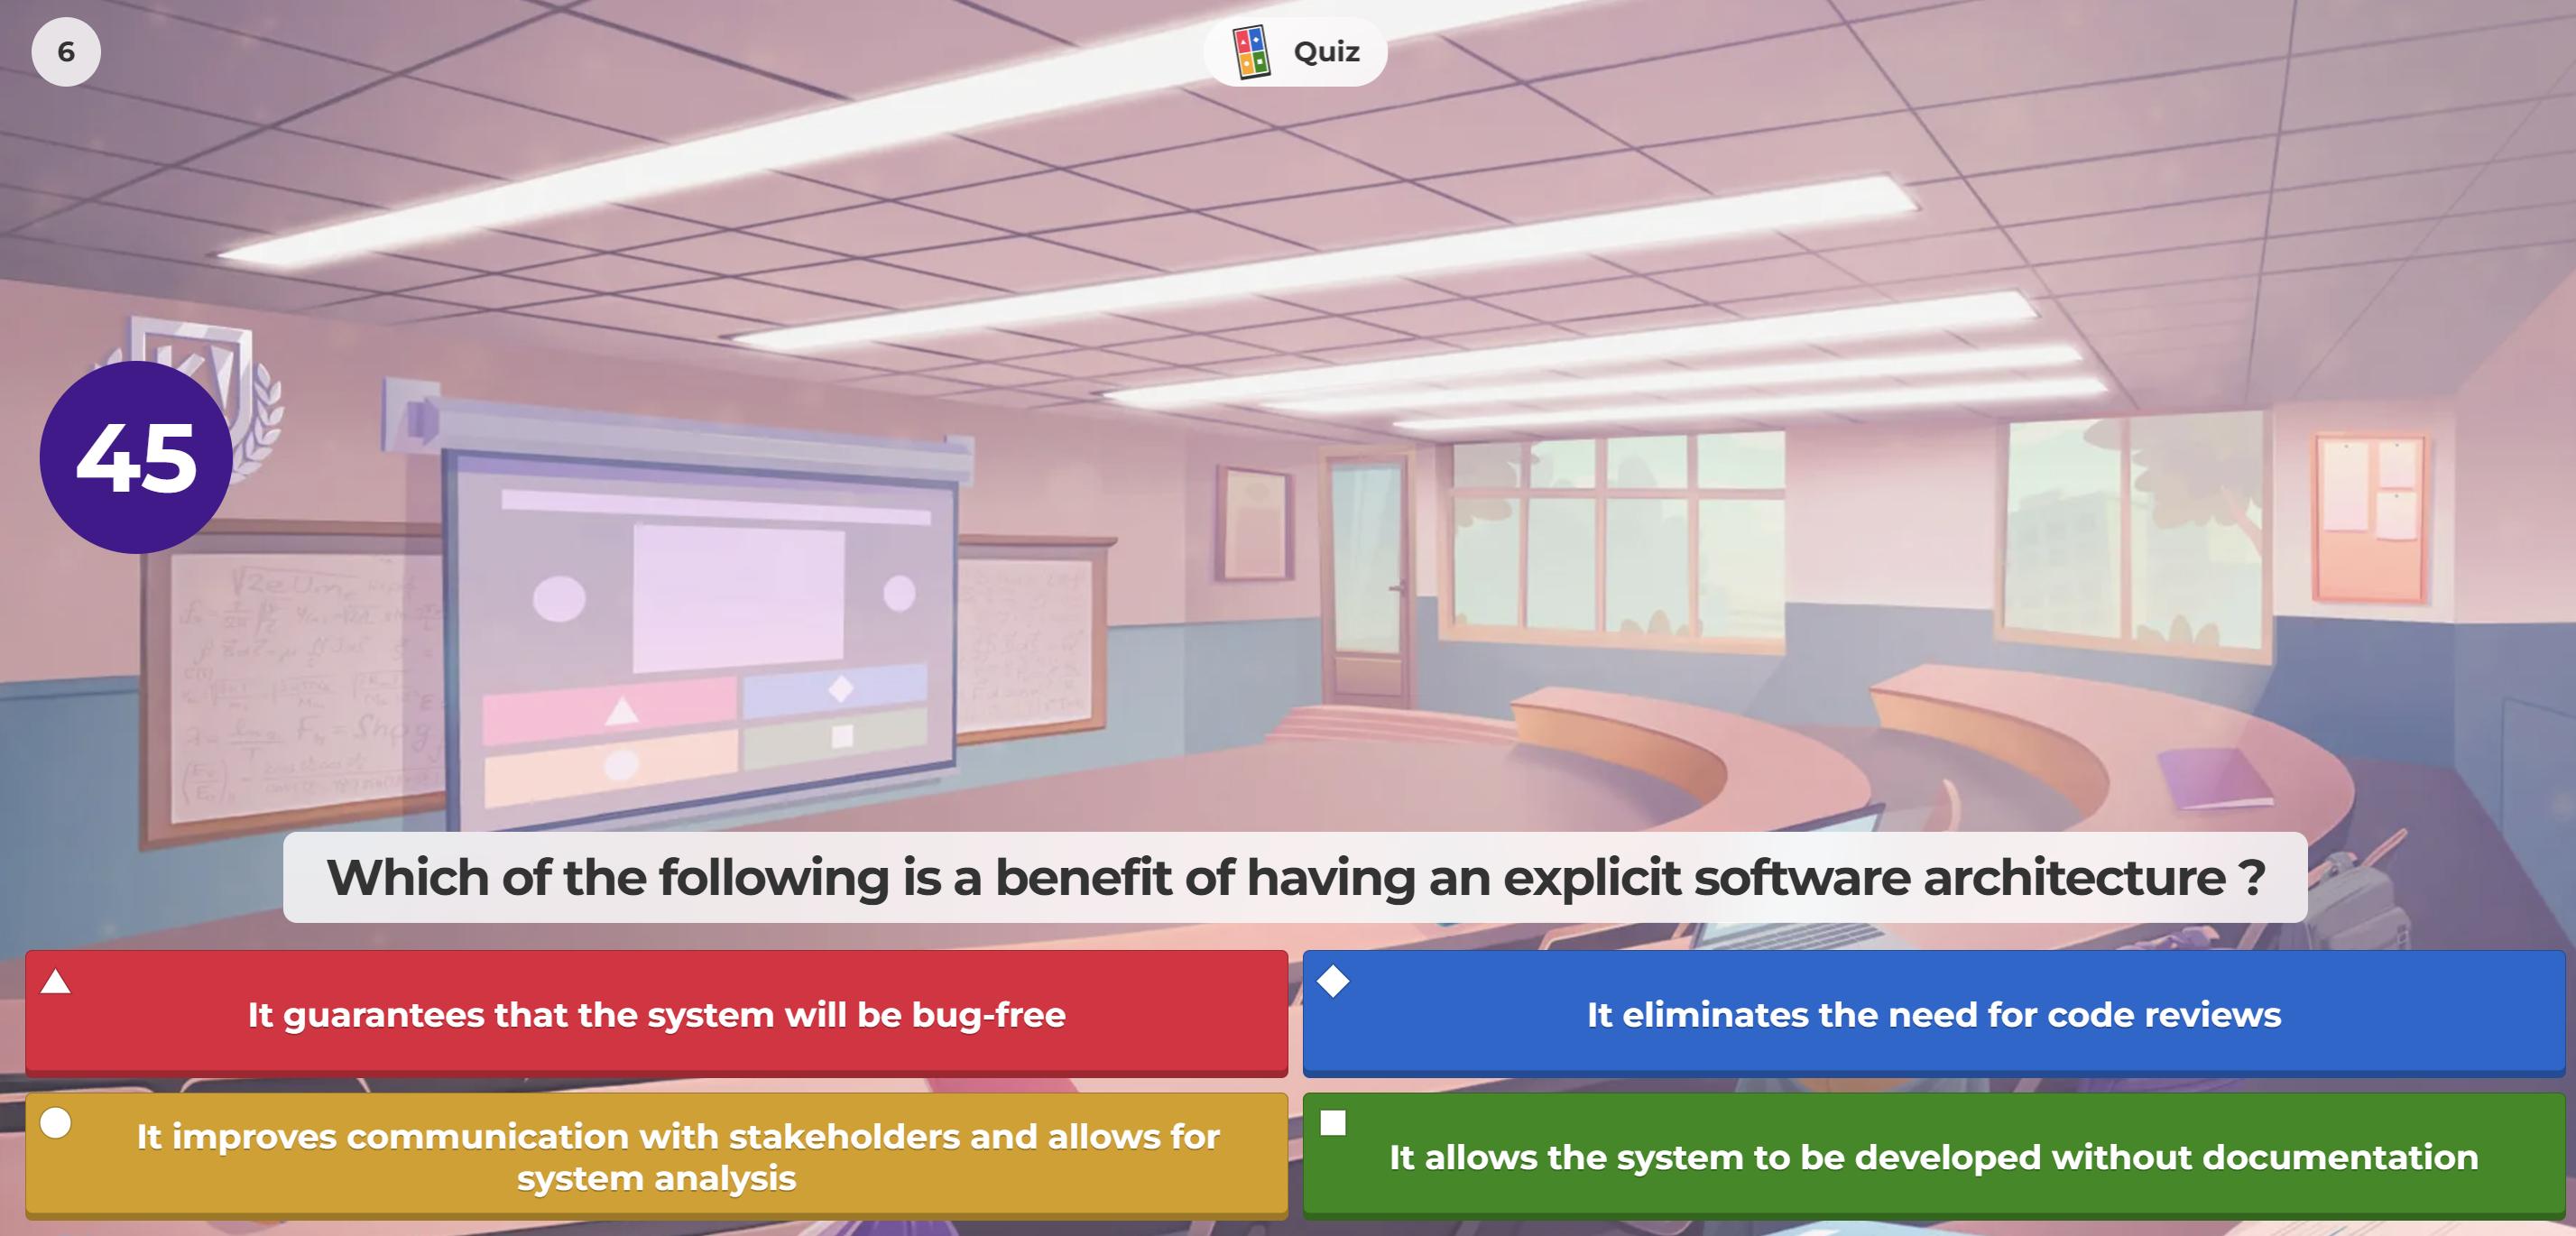 6
Quiz
45
Which of the following is a benefit of having an explicit software architecture ?
It guarantees that the system will be bug-free
It eliminates the need for code reviews
It improves communication with stakeholders and allows for
system analysis
It allows the system to be developed without documentation